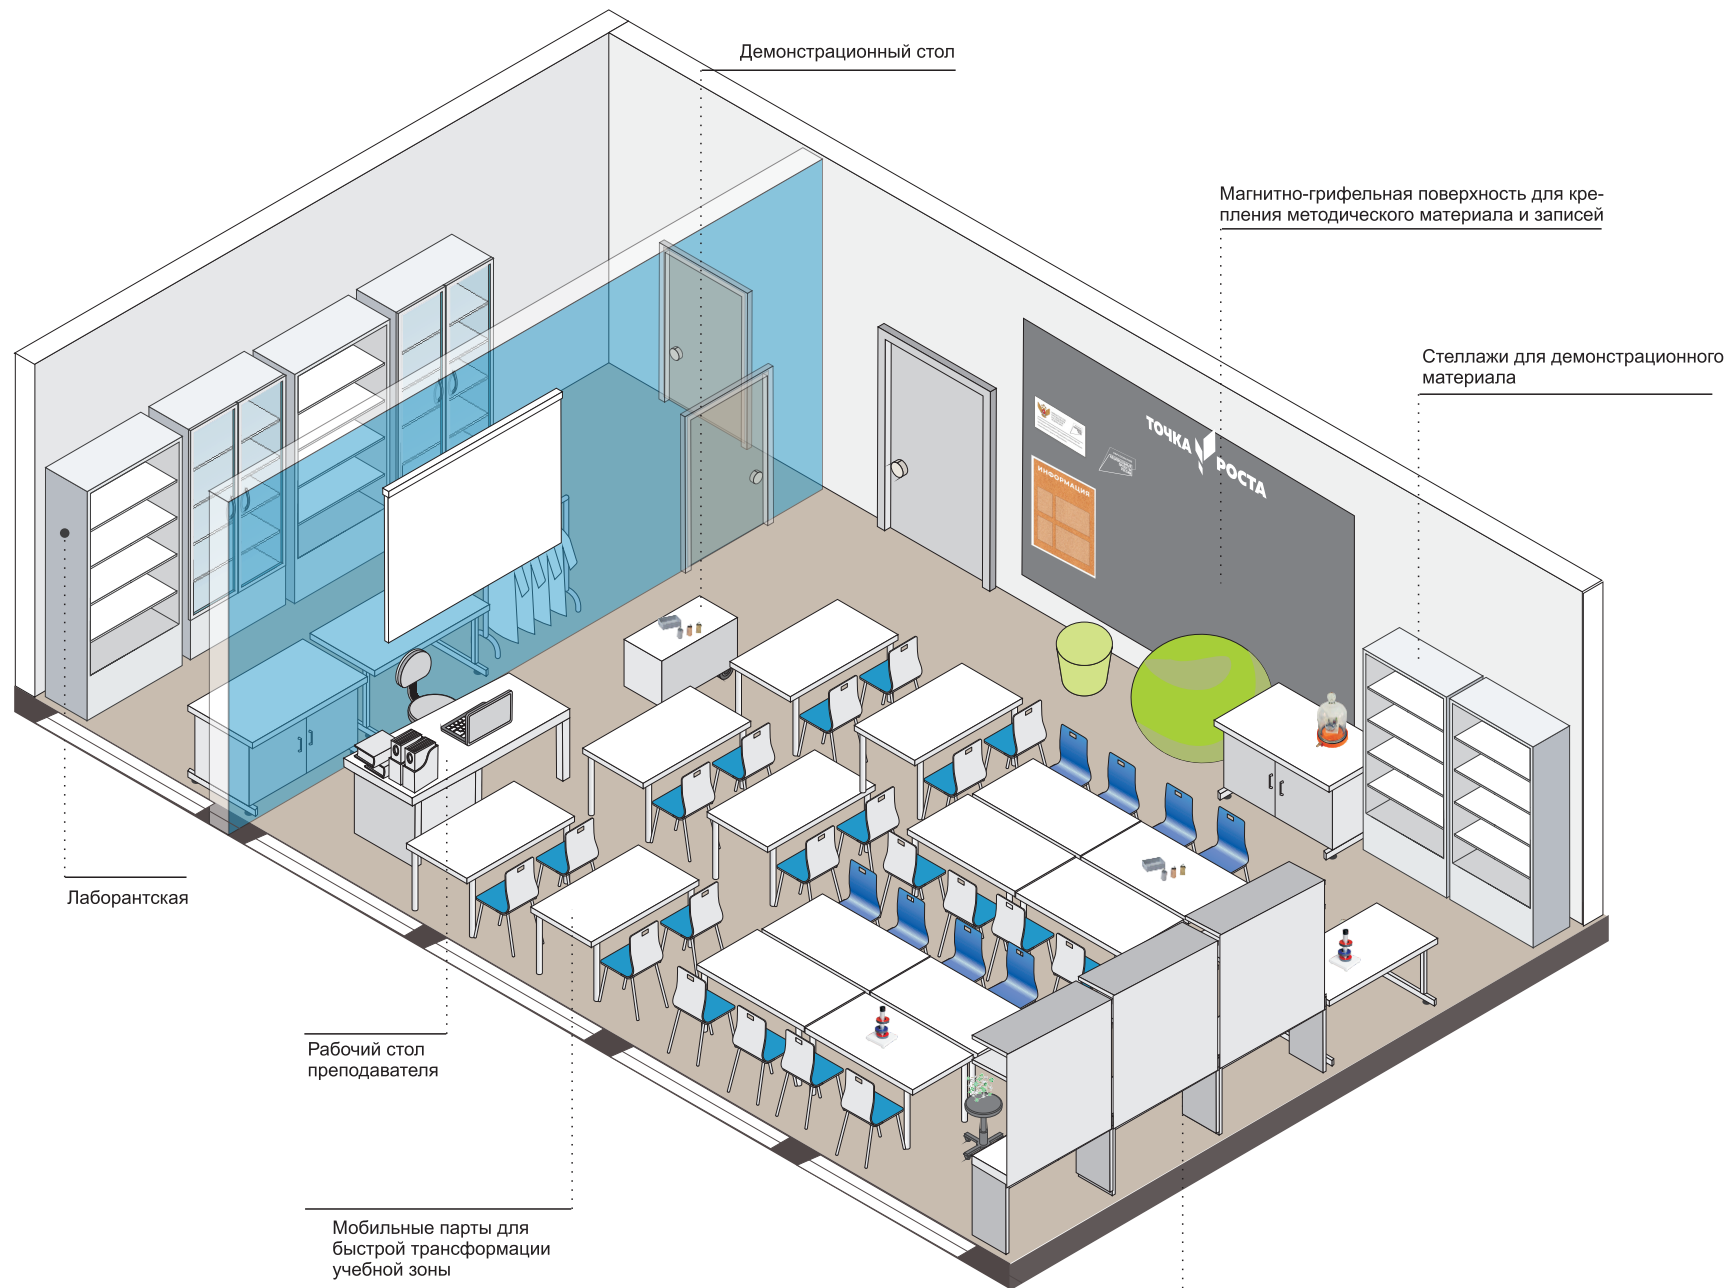 Демонстрационный стол
Магнитно-грифельная поверхность для кре-
пления методического материала и записей
Стеллажи для демонстрационного
материала
ТОЧКА
РОСТА
ИНФОРМАЦИЯ
Лаборантская
Рабочий стол
преподавателя
Мобильные парты для
быстрой трансформации
учебной зоны